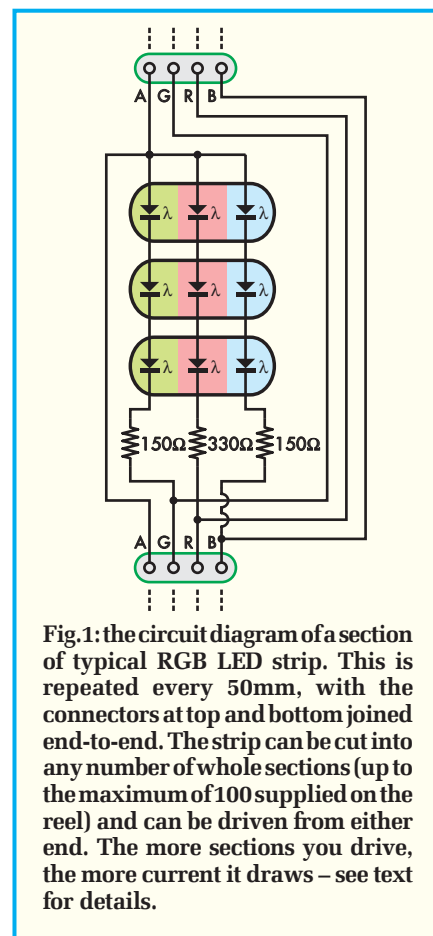 A G R B
λ λ λ
λ λ λ
λ λ λ
150Ω 330Ω 150Ω
A G R B
Fig.1: the circuit diagram of a section
of typical RGB LED strip. This is
repeated every 50mm, with the
connectors at top and bottom joined
end-to-end. The strip can be cut into
any number of whole sections (up to
the maximum of 100 supplied on the
reel) and can be driven from either
end. The more sections you drive,
the more current it draws – see text
for details.